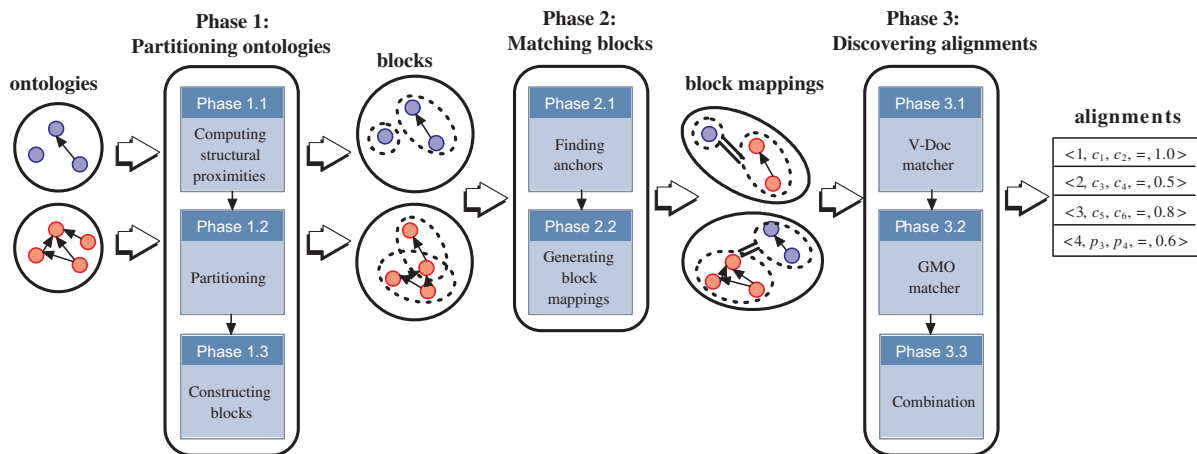 Phase 1:
Partitioning ontologies
Phase 2:
Matching blocks
Phase 3:
Discovering alignments
ontologies
blocks
block mappings
alignments
Phase 1.1
Computing
structural
proximities
Phase 1.2
Partitioning
Phase 1.3
Constructing
blocks
Phase 2.1
Finding
anchors
Phase 2.2
Generating
block
mappings
Phase 3.1
V-Doc
matcher
Phase 3.2
GMO
matcher
Phase 3.3
Combination
<1, c₁, c₂, =, 1.0>
<2, c₃, c₄, =, 0.5>
<3, c₅, c₆, =, 0.8>
<4, p₃, p₄, =, 0.6>